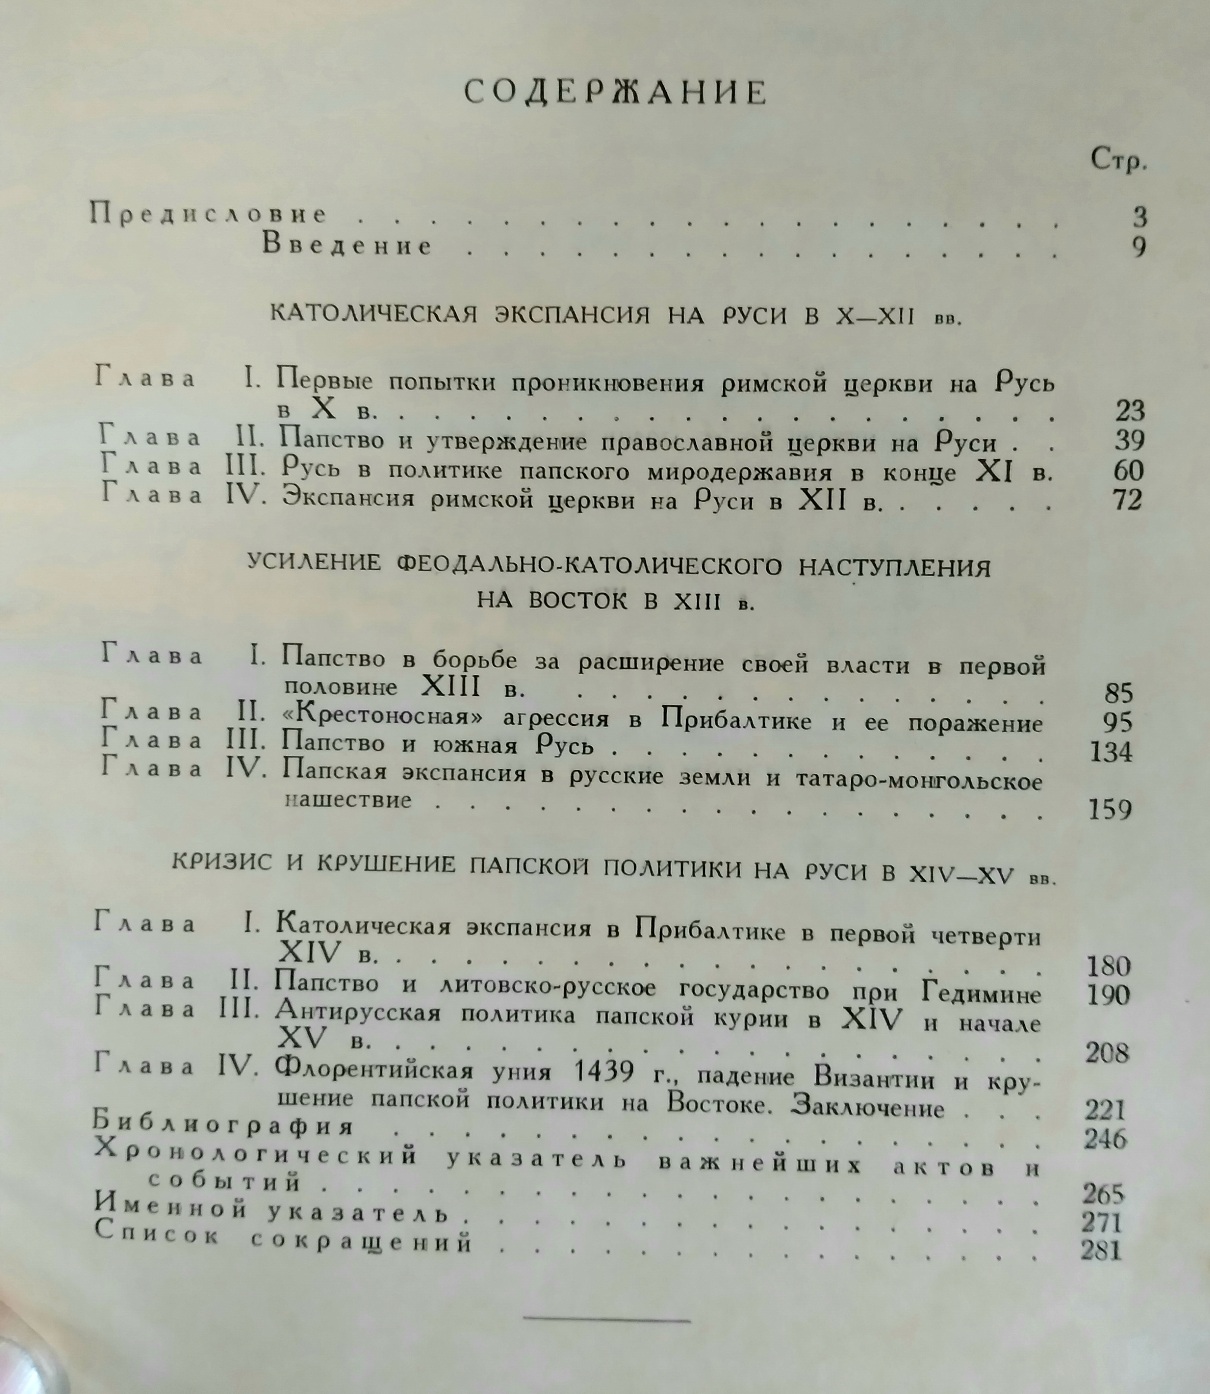 СОДЕРЖАНИЕ
Стр.
Предисловие . . . . . . . . . . . . . . . . . . . . 3
Введение . . . . . . . . . . . . . . . . . 9
КАТОЛИЧЕСКАЯ ЭКСПАНСИЯ НА РУСИ В X—XII вв.
Глава I. Первые попытки проникновения римской церкви на Русь
в X в. . . . . . . . . . . . . . . . . . . . 23
Глава II. Папство и утверждение православной церкви на Руси . . 39
Глава III. Русь в политике папского миродержавия в конце XI в. 60
Глава IV. Экспансия римской церкви на Руси в XII в. . . . . . 72
УСИЛЕНИЕ ФЕОДАЛЬНО-КАТОЛИЧЕСКОГО НАСТУПЛЕНИЯ
НА ВОСТОК В XIII в.
Глава I. Папство в борьбе за расширение своей власти в первой
половине XIII в. . . . . . . . . . . . . . . 85
Глава II. «Крестоносная» агрессия в Прибалтике и ее поражение 95
Глава III. Папство и южная Русь . . . . . . . . . . . . . 134
Глава IV. Папская экспансия в русские земли и татаро-монгольское
нашествие . . . . . . . . . . . . . . . . . 159
КРИЗИС И КРУШЕНИЕ ПАПСКОЙ ПОЛИТИКИ НА РУСИ В XIV—XV вв.
Глава I. Католическая экспансия в Прибалтике в первой четверти
XIV в. . . . . . . . . . . . . . . . . . . . 180
Глава II. Папство и литовско-русское государство при Гедимине 190
Глава III. Антирусская политика папской курии в XIV и начале
XV в. . . . . . . . . . . . . . . . . . . . 208
Глава IV. Флорентийская уния 1439 г., падение Византии и кру-
шение папской политики на Востоке. Заключение . . . 221
Библиография . . . . . . . . . . . . . . . . . . . 246
Хронологический указатель важнейших актов и
событий . . . . . . . . . . . . . . . . . . . . . 265
Именной указатель . . . . . . . . . . . . . . . . . 271
Список сокращений . . . . . . . . . . . . . . . . 281